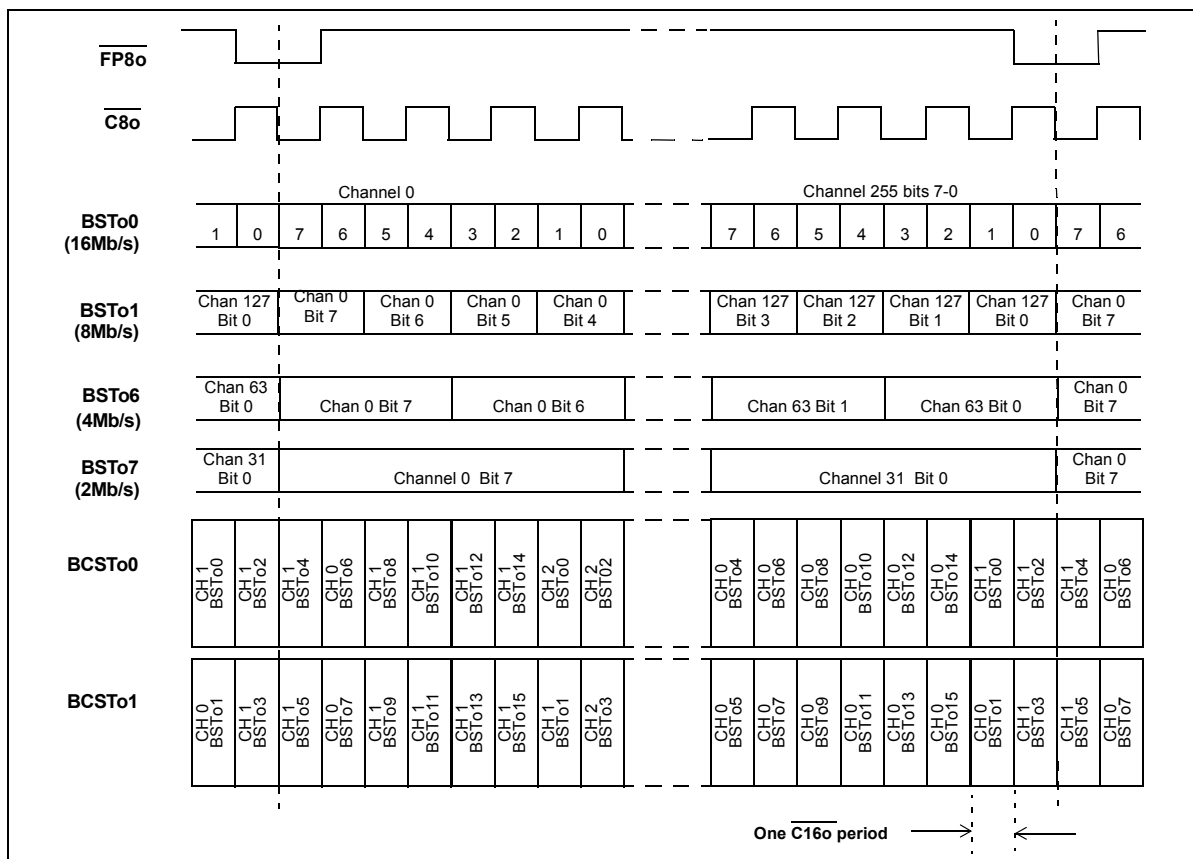 FP8o
C8o
Channel 0
Channel 255 bits 7-0
BSTo0
(16Mb/s)
1 0 7 6 5 4 3 2 1 0 7 6 5 4 3 2 1 0 7 6
BSTo1
(8Mb/s)
Chan 127 Bit 0
Chan 0 Bit 7
Chan 0 Bit 6
Chan 0 Bit 5
Chan 0 Bit 4
Chan 127 Bit 3
Chan 127 Bit 2
Chan 127 Bit 1
Chan 127 Bit 0
Chan 0 Bit 7
BSTo6
(4Mb/s)
Chan 63 Bit 0
Chan 0 Bit 7
Chan 0 Bit 6
Chan 63 Bit 1
Chan 63 Bit 0
Chan 0 Bit 7
BSTo7
(2Mb/s)
Chan 31 Bit 0
Channel 0 Bit 7
Channel 31 Bit 0
Chan 0 Bit 7
BCSTo0
CH 1 BSTo0
CH 1 BSTo2
CH 1 BSTo4
CH 0 BSTo6
CH 1 BSTo8
CH 1 BSTo10
CH 1 BSTo12
CH 1 BSTo14
CH 2 BSTo0
CH 2 BST02
CH 0 BSTo4
CH 0 BSTo6
CH 0 BSTo8
CH 0 BSTo10
CH 0 BSTo12
CH 0 BSTo14
CH 1 BSTo0
CH 1 BSTo2
CH 1 BSTo4
CH 0 BSTo6
BCSTo1
CH 0 BSTo1
CH 1 BSTo3
CH 1 BSTo5
CH 0 BSTo7
CH 1 BSTo9
CH 1 BSTo11
CH 1 BSTo13
CH 1 BSTo15
CH 1 BSTo1
CH 2 BSTo3
CH 0 BSTo5
CH 0 BSTo7
CH 0 BSTo9
CH 0 BSTo11
CH 0 BSTo13
CH 0 BSTo15
CH 0 BSTo1
CH 1 BSTo3
CH 1 BSTo5
CH 0 BSTo7
One C16o period